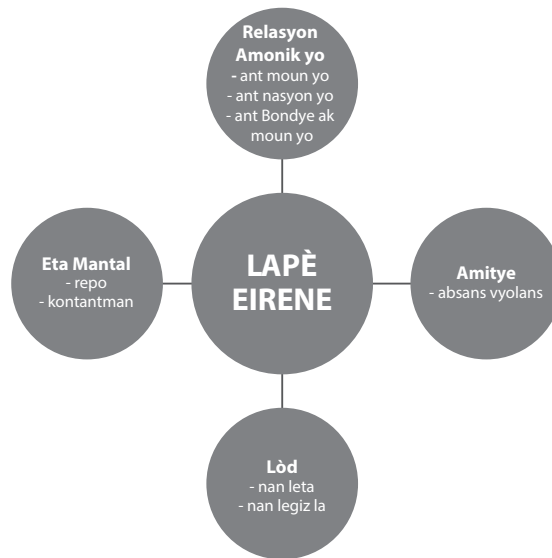 Relasyon
Amonik yo
- ant moun yo
- ant nasyon yo
- ant Bondye ak
moun yo
Eta Mantal
- repo
- kontantman
LAPÈ
EIRENE
Amitye
- absans vyolans
Lòd
- nan leta
- nan legiz la